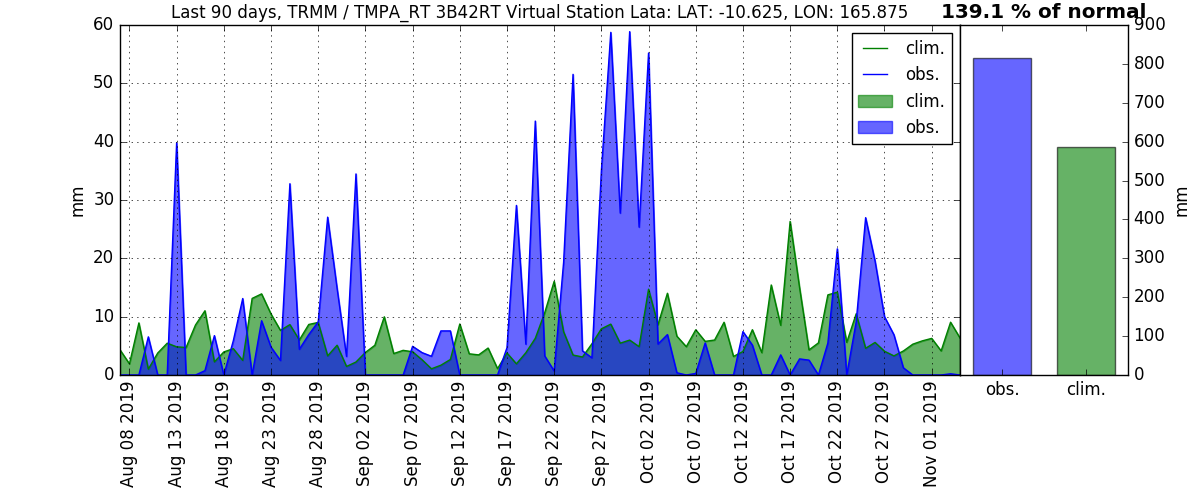 Last 90 days, TRMM / TMPA_RT 3B42RT Virtual Station Lata: LAT: -10.625, LON: 165.875
139.1 % of normal
60
50
40
30
20
10
0
mm
clim.
obs.
clim.
obs.
900
800
700
600
500
400
300
200
100
0
mm
obs.
clim.
Aug 08 2019
Aug 13 2019
Aug 18 2019
Aug 23 2019
Aug 28 2019
Sep 02 2019
Sep 07 2019
Sep 12 2019
Sep 17 2019
Sep 22 2019
Sep 27 2019
Oct 02 2019
Oct 07 2019
Oct 12 2019
Oct 17 2019
Oct 22 2019
Oct 27 2019
Nov 01 2019